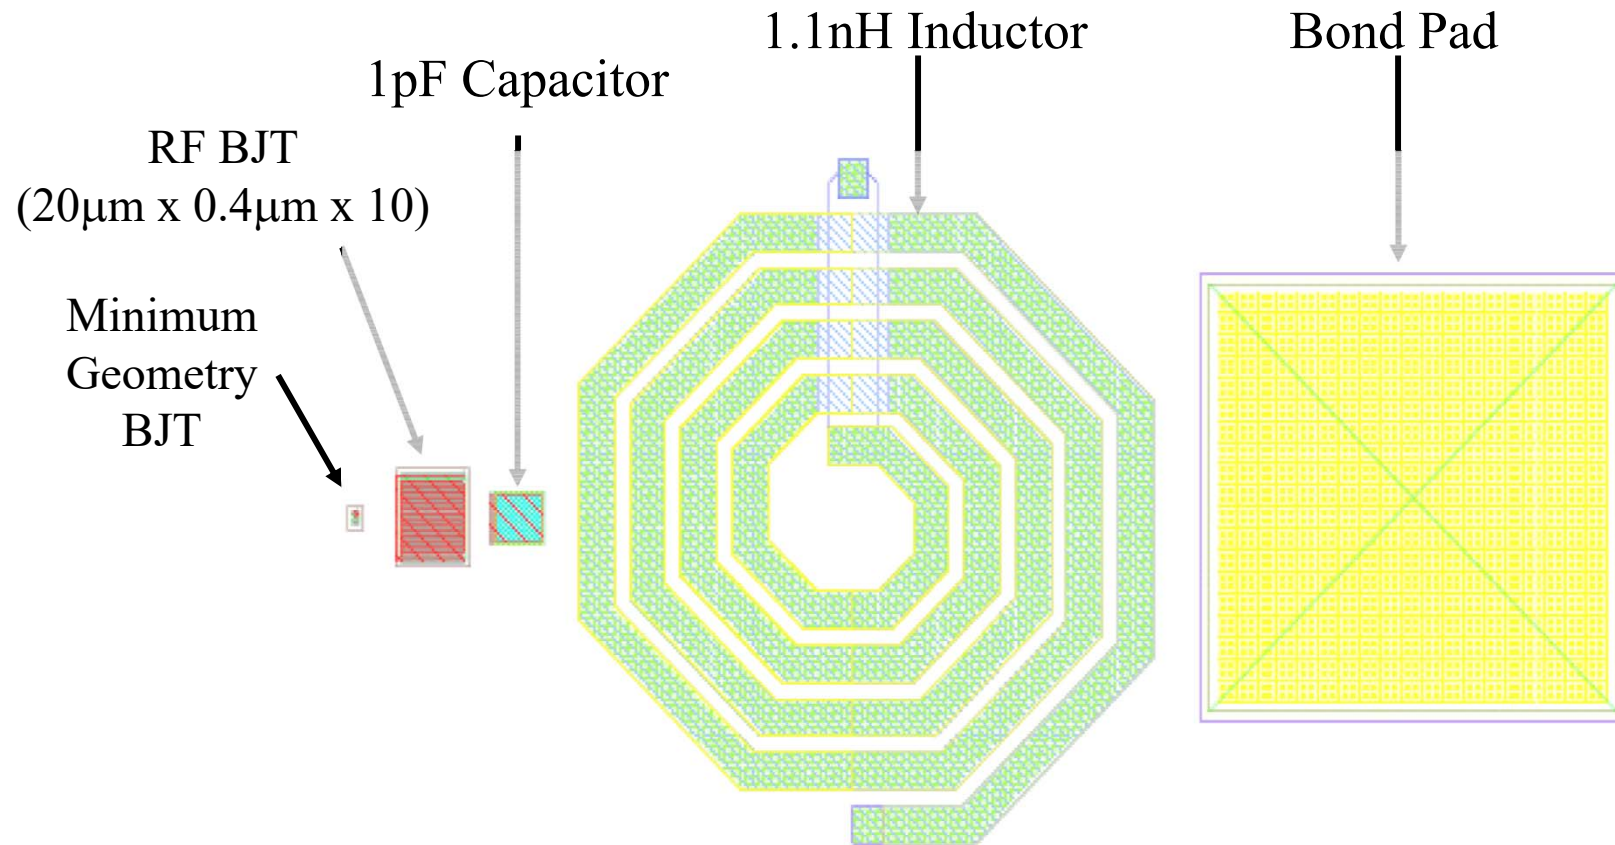 1.1nH Inductor
Bond Pad
1pF Capacitor
RF BJT
(20μm x 0.4μm x 10)
Minimum
Geometry
BJT